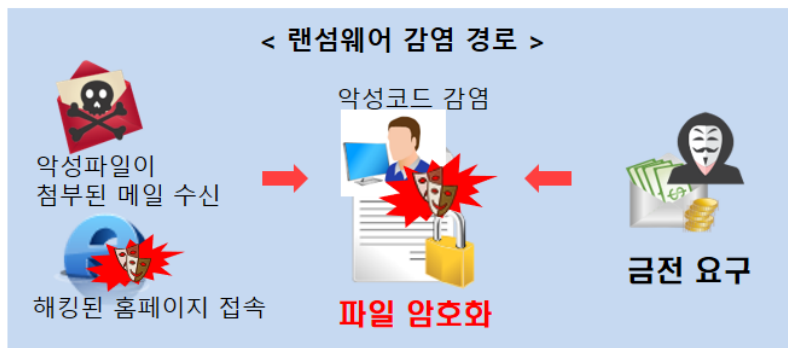 < 랜섬웨어 감염 경로 >
악성파일이
첨부된 메일 수신
해킹된 홈페이지 접속
악성코드 감염
파일 암호화
금전 요구